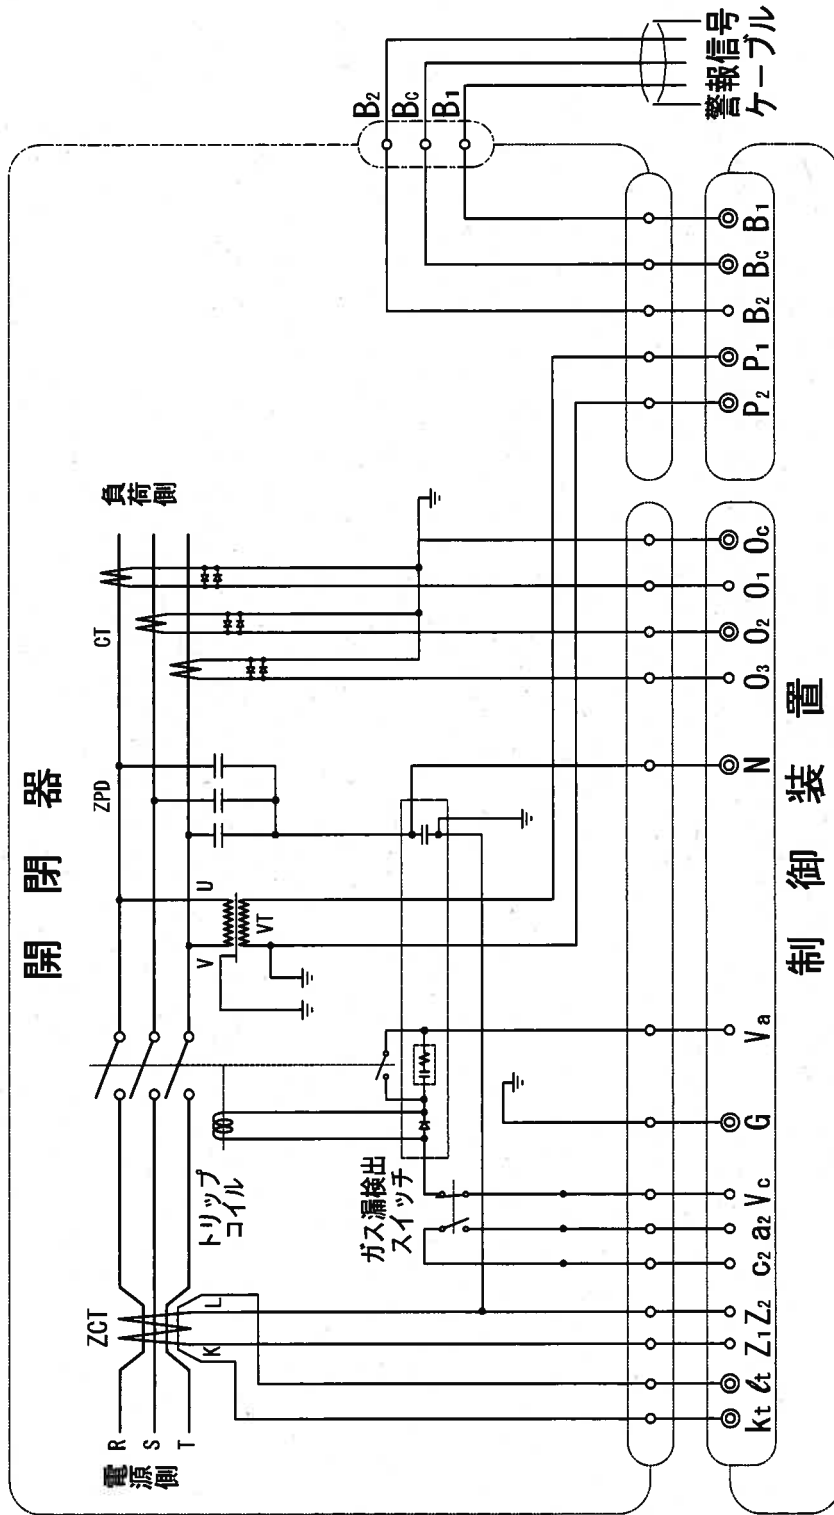 開閉器
電源側
R
S
T
ZCT
K
L
トリップ
コイル
ガス漏検出
スイッチ
V
U
VT
ZPD
CT
負荷側
B2
Bc
B1
警報信号
ケーブル
kt
ℓt
Z1
Z2
c2
a2
Vc
G
Va
N
O3
O2
O1
Oc
P2
P1
B2
Bc
B1
制御装置